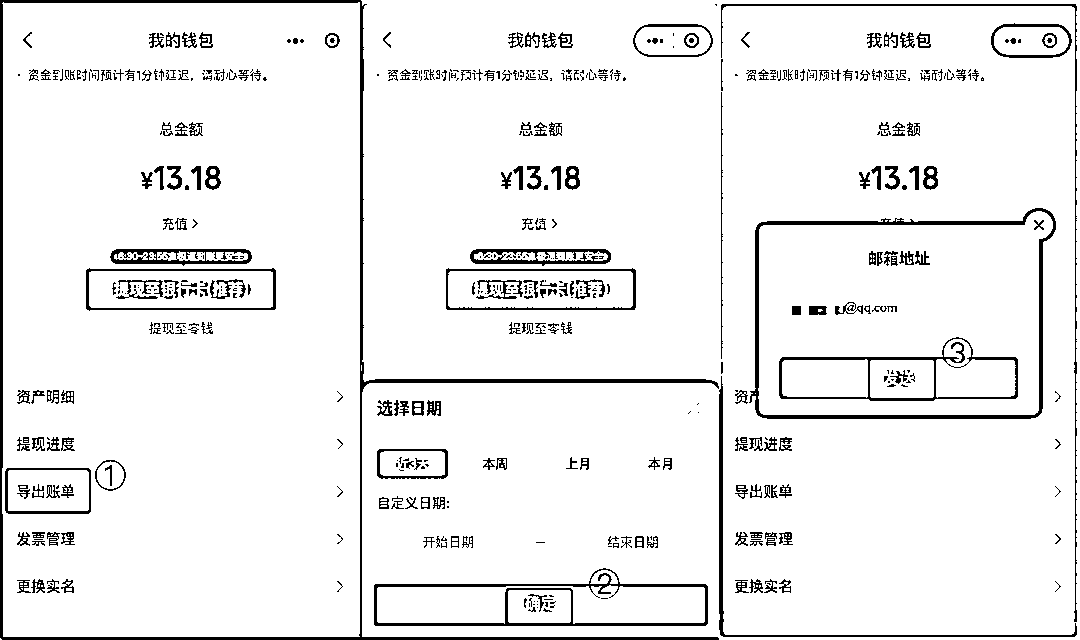 我的钱包
· 资金到账时间预计有1分钟延迟，请耐心等待。
总金额
¥13.18
充值 >
提现至银行卡(推荐)
提现至零钱
资产明细
提现进度
导出账单
①
发票管理
更换实名
我的钱包
· 资金到账时间预计有1分钟延迟，请耐心等待。
总金额
¥13.18
充值 >
提现至银行卡(推荐)
提现至零钱
选择日期
近3天 本周 上月 本月
自定义日期:
开始日期 — 结束日期
②
确定
我的钱包
· 资金到账时间预计有1分钟延迟，请耐心等待。
总金额
¥13.18
邮箱地址
@qq.com
③
发送
资产
提现进度
导出账单
发票管理
更换实名